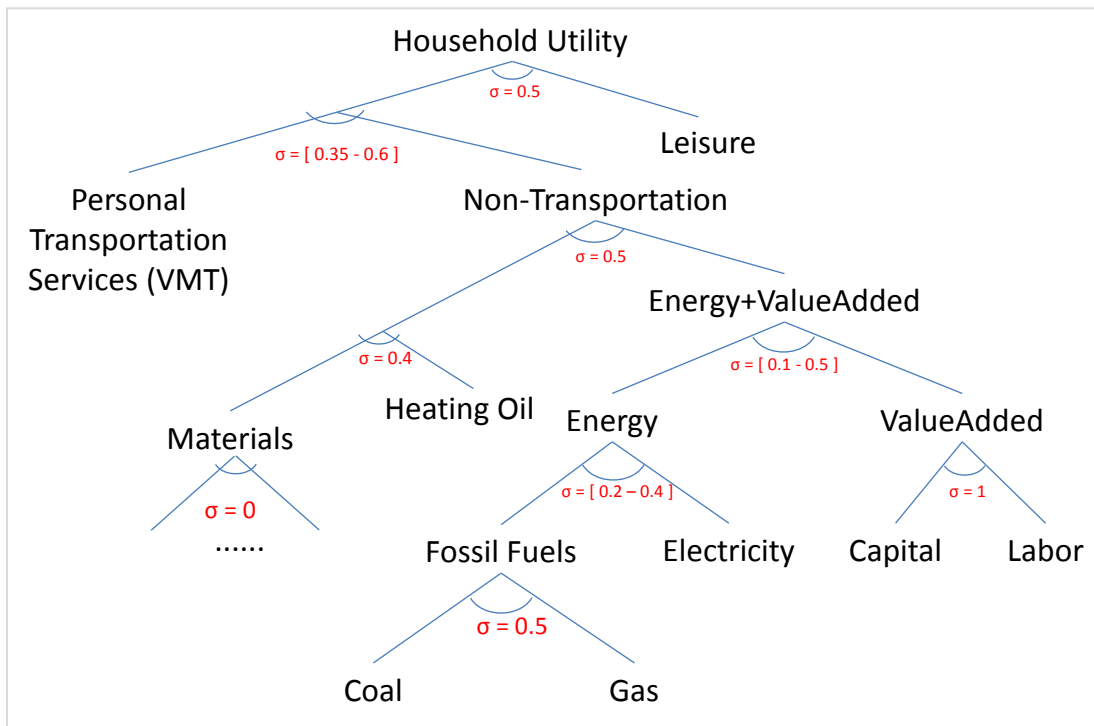 Household Utility
σ = 0.5
σ = [ 0.35 - 0.6 ]
Leisure
Personal
Transportation
Services (VMT)
Non-Transportation
σ = 0.5
Energy+ValueAdded
σ = 0.4
σ = [ 0.1 - 0.5 ]
Heating Oil
Materials
Energy
ValueAdded
σ = 0
......
σ = [ 0.2 – 0.4 ]
σ = 1
Fossil Fuels
Electricity
Capital
Labor
σ = 0.5
Coal
Gas